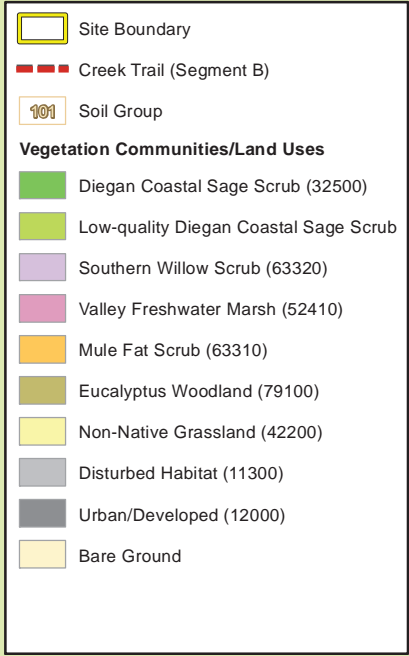 Site Boundary
Creek Trail (Segment B)
101 Soil Group
Vegetation Communities/Land Uses
Diegan Coastal Sage Scrub (32500)
Low-quality Diegan Coastal Sage Scrub
Southern Willow Scrub (63320)
Valley Freshwater Marsh (52410)
Mule Fat Scrub (63310)
Eucalyptus Woodland (79100)
Non-Native Grassland (42200)
Disturbed Habitat (11300)
Urban/Developed (12000)
Bare Ground